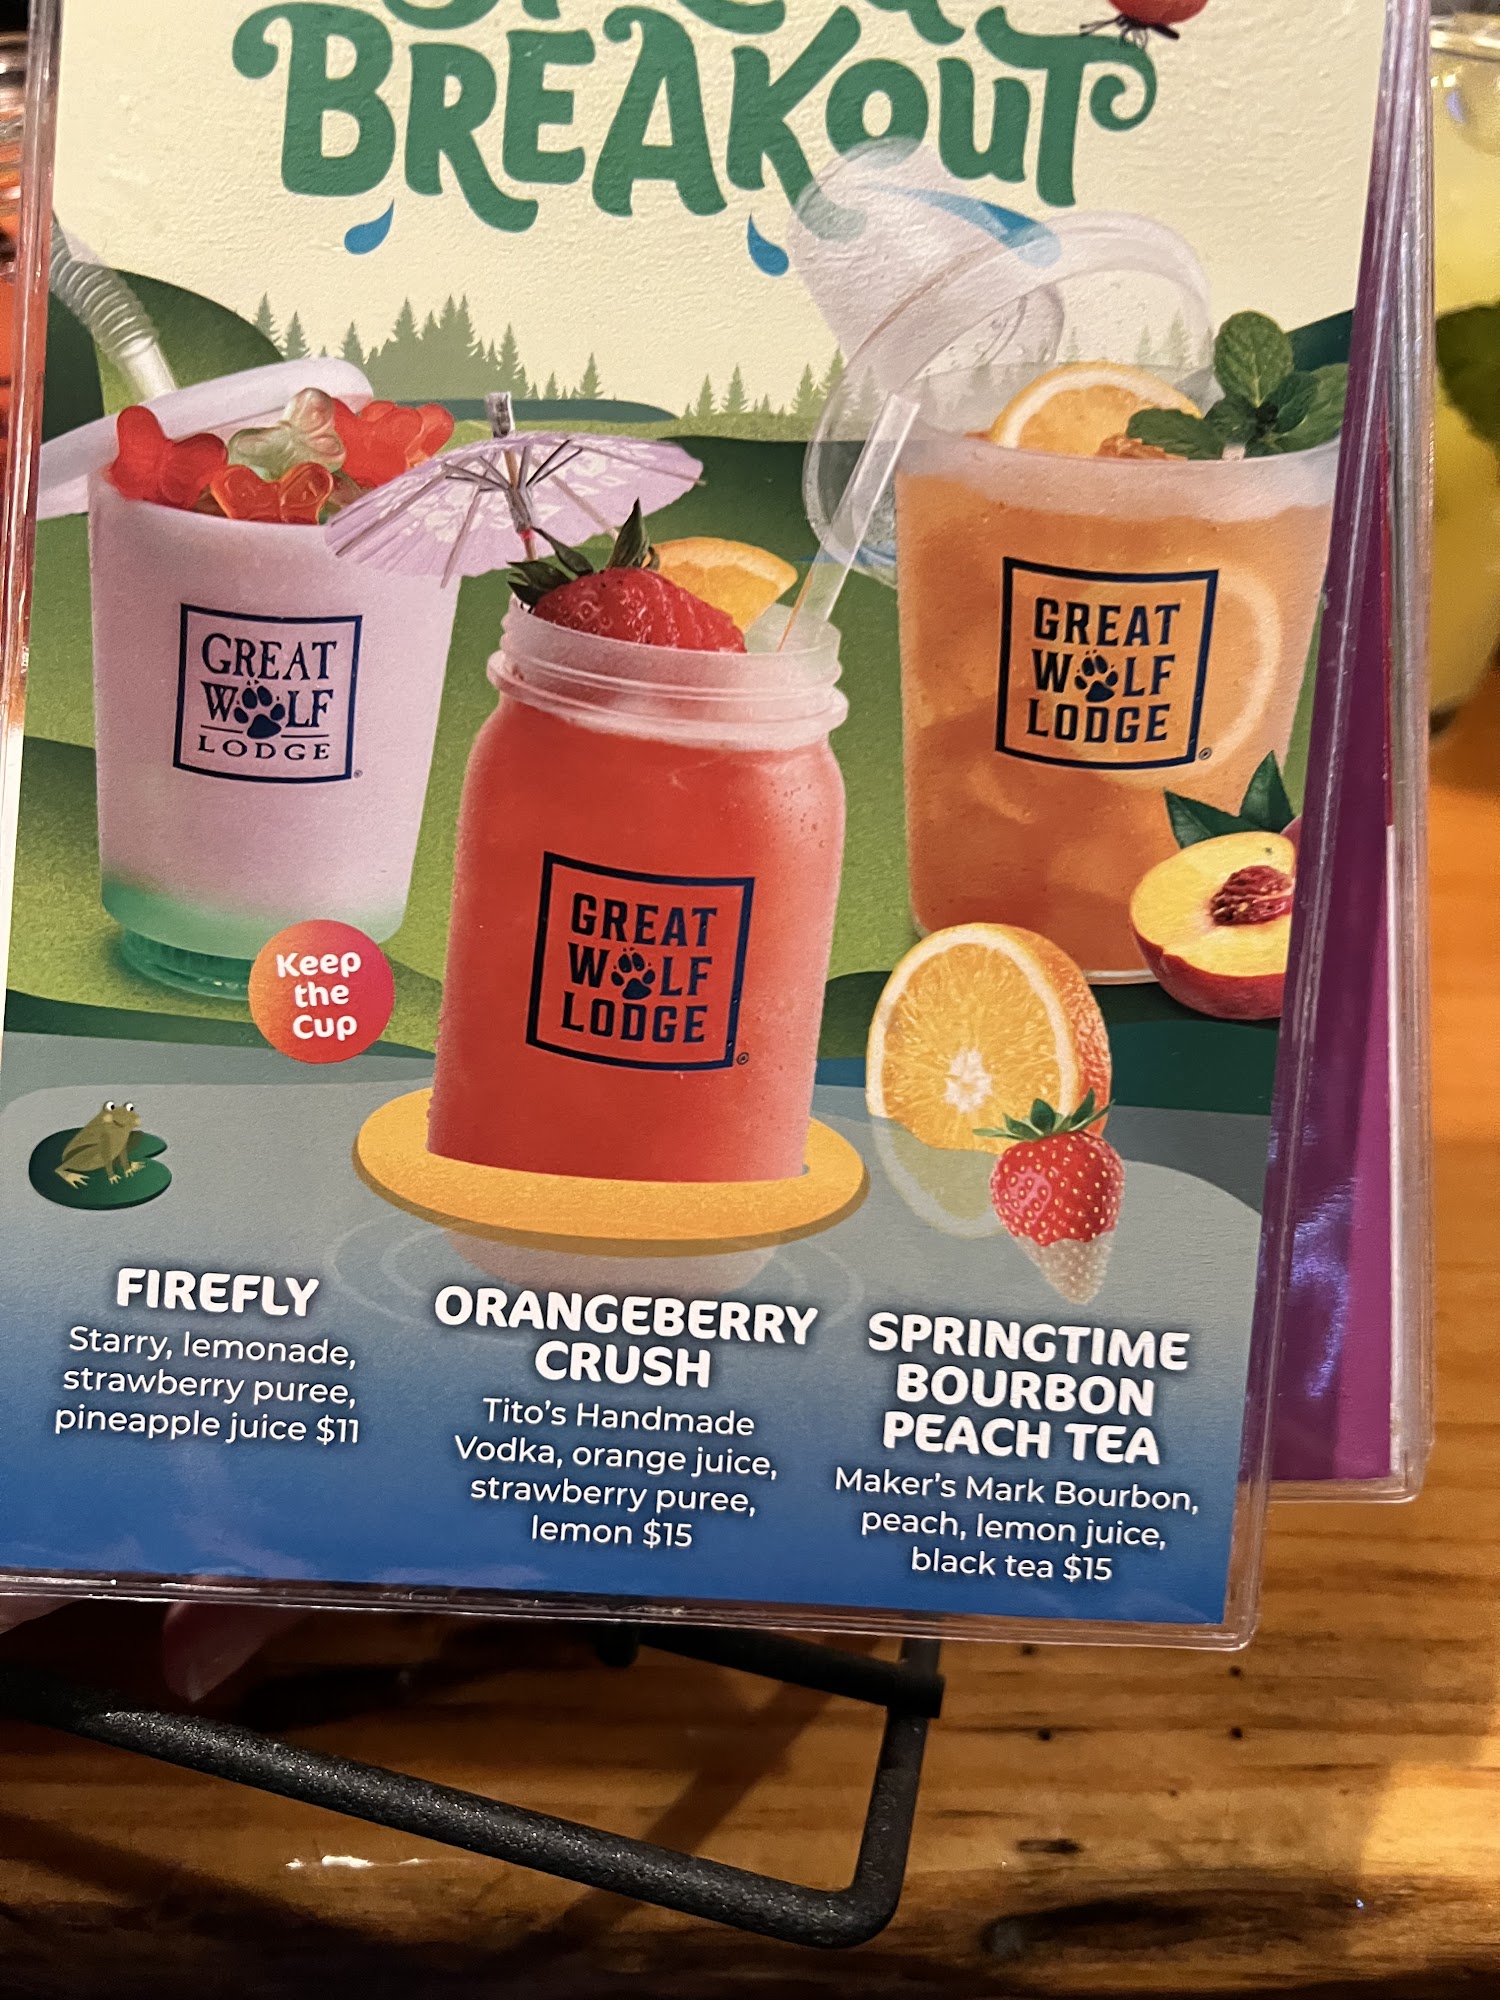 BREAKOUT
GREAT
WOLF
LODGE
®
GREAT
WOLF
LODGE
®
GREAT
WOLF
LODGE
®
Keep
the
Cup
FIREFLY
Starry, lemonade,
strawberry puree,
pineapple juice $11
ORANGEBERRY
CRUSH
Tito's Handmade
Vodka, orange juice,
strawberry puree,
lemon $15
SPRINGTIME
BOURBON
PEACH TEA
Maker's Mark Bourbon,
peach, lemon juice,
black tea $15